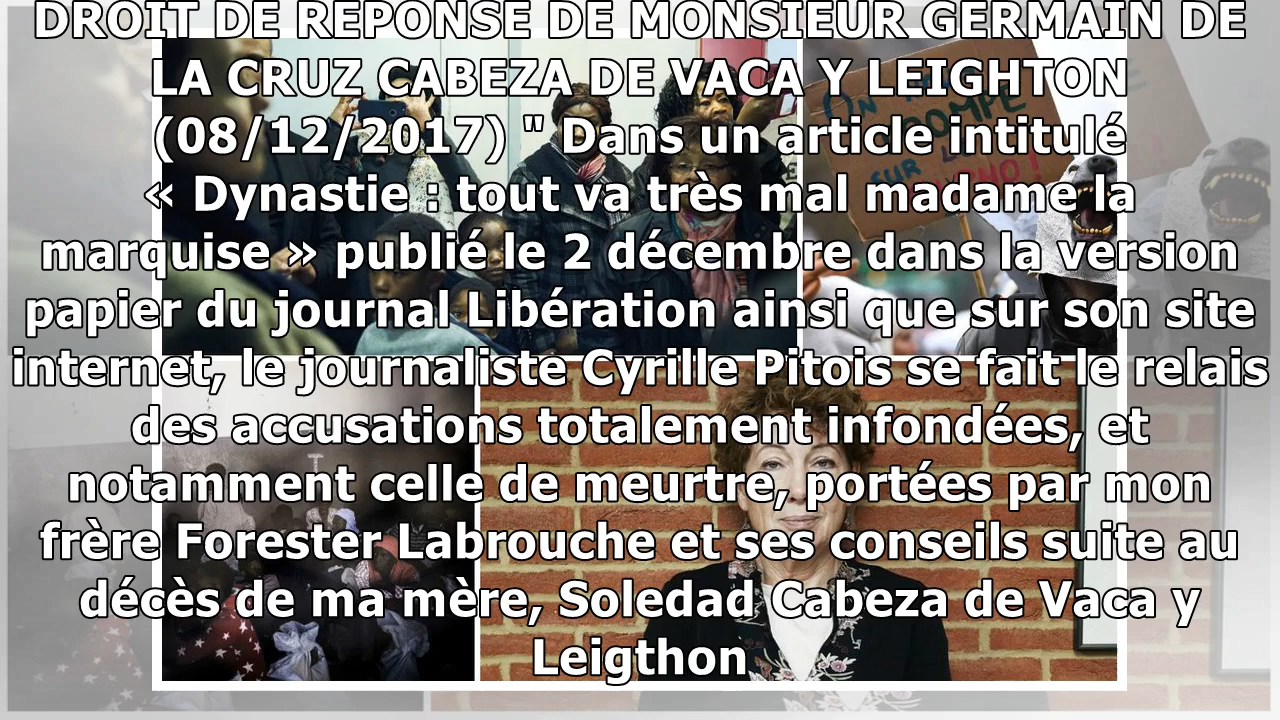 DROIT DE REPONSE DE MONSIEUR GERMAIN DE
LA CRUZ CABEZA DE VACA Y LEIGHTON
(08/12/2017) " Dans un article intitulé
« Dynastie : tout va très mal madame la
marquise » publié le 2 décembre dans la version
papier du journal Libération ainsi que sur son site
internet, le journaliste Cyrille Pitois se fait le relais
des accusations totalement infondées, et
notamment celle de meurtre, portées par mon
frère Forester Labrouche et ses conseils suite au
décès de ma mère, Soledad Cabeza de Vaca y
Leigthon
ON
OMPE
SUR